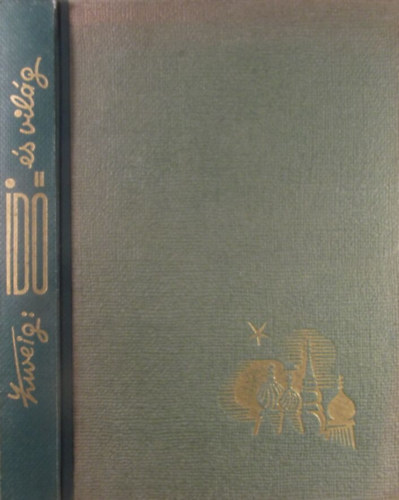 Zweig:
IDŐ
és világ